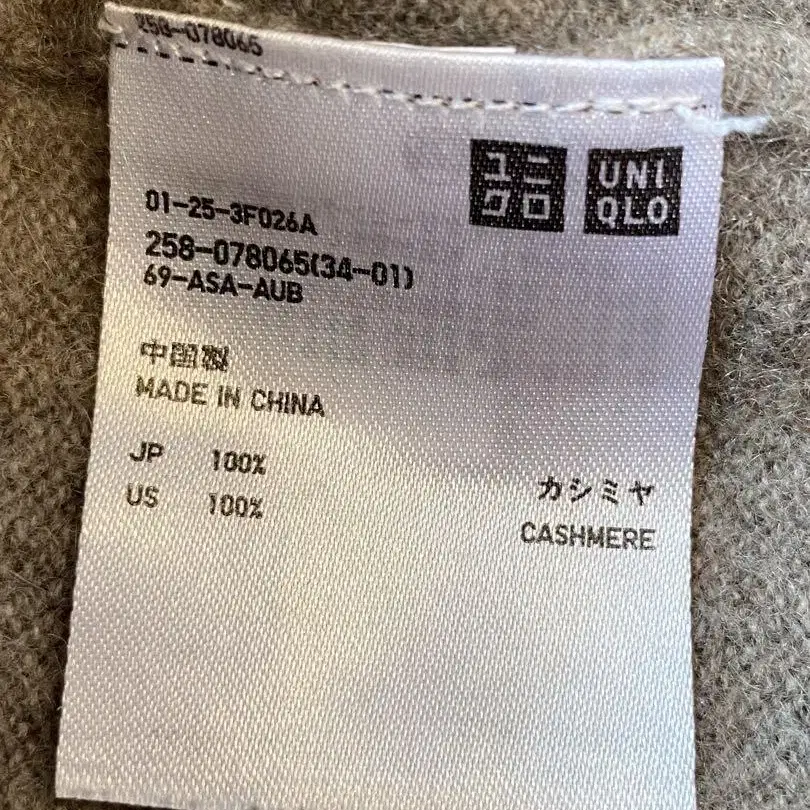 258-078065
ユニ
クロ
UNI
QLO
01-25-3F026A
258-078065(34-01)
69-ASA-AUB
中国製
MADE IN CHINA
JP 100% カシミヤ
US 100% CASHMERE